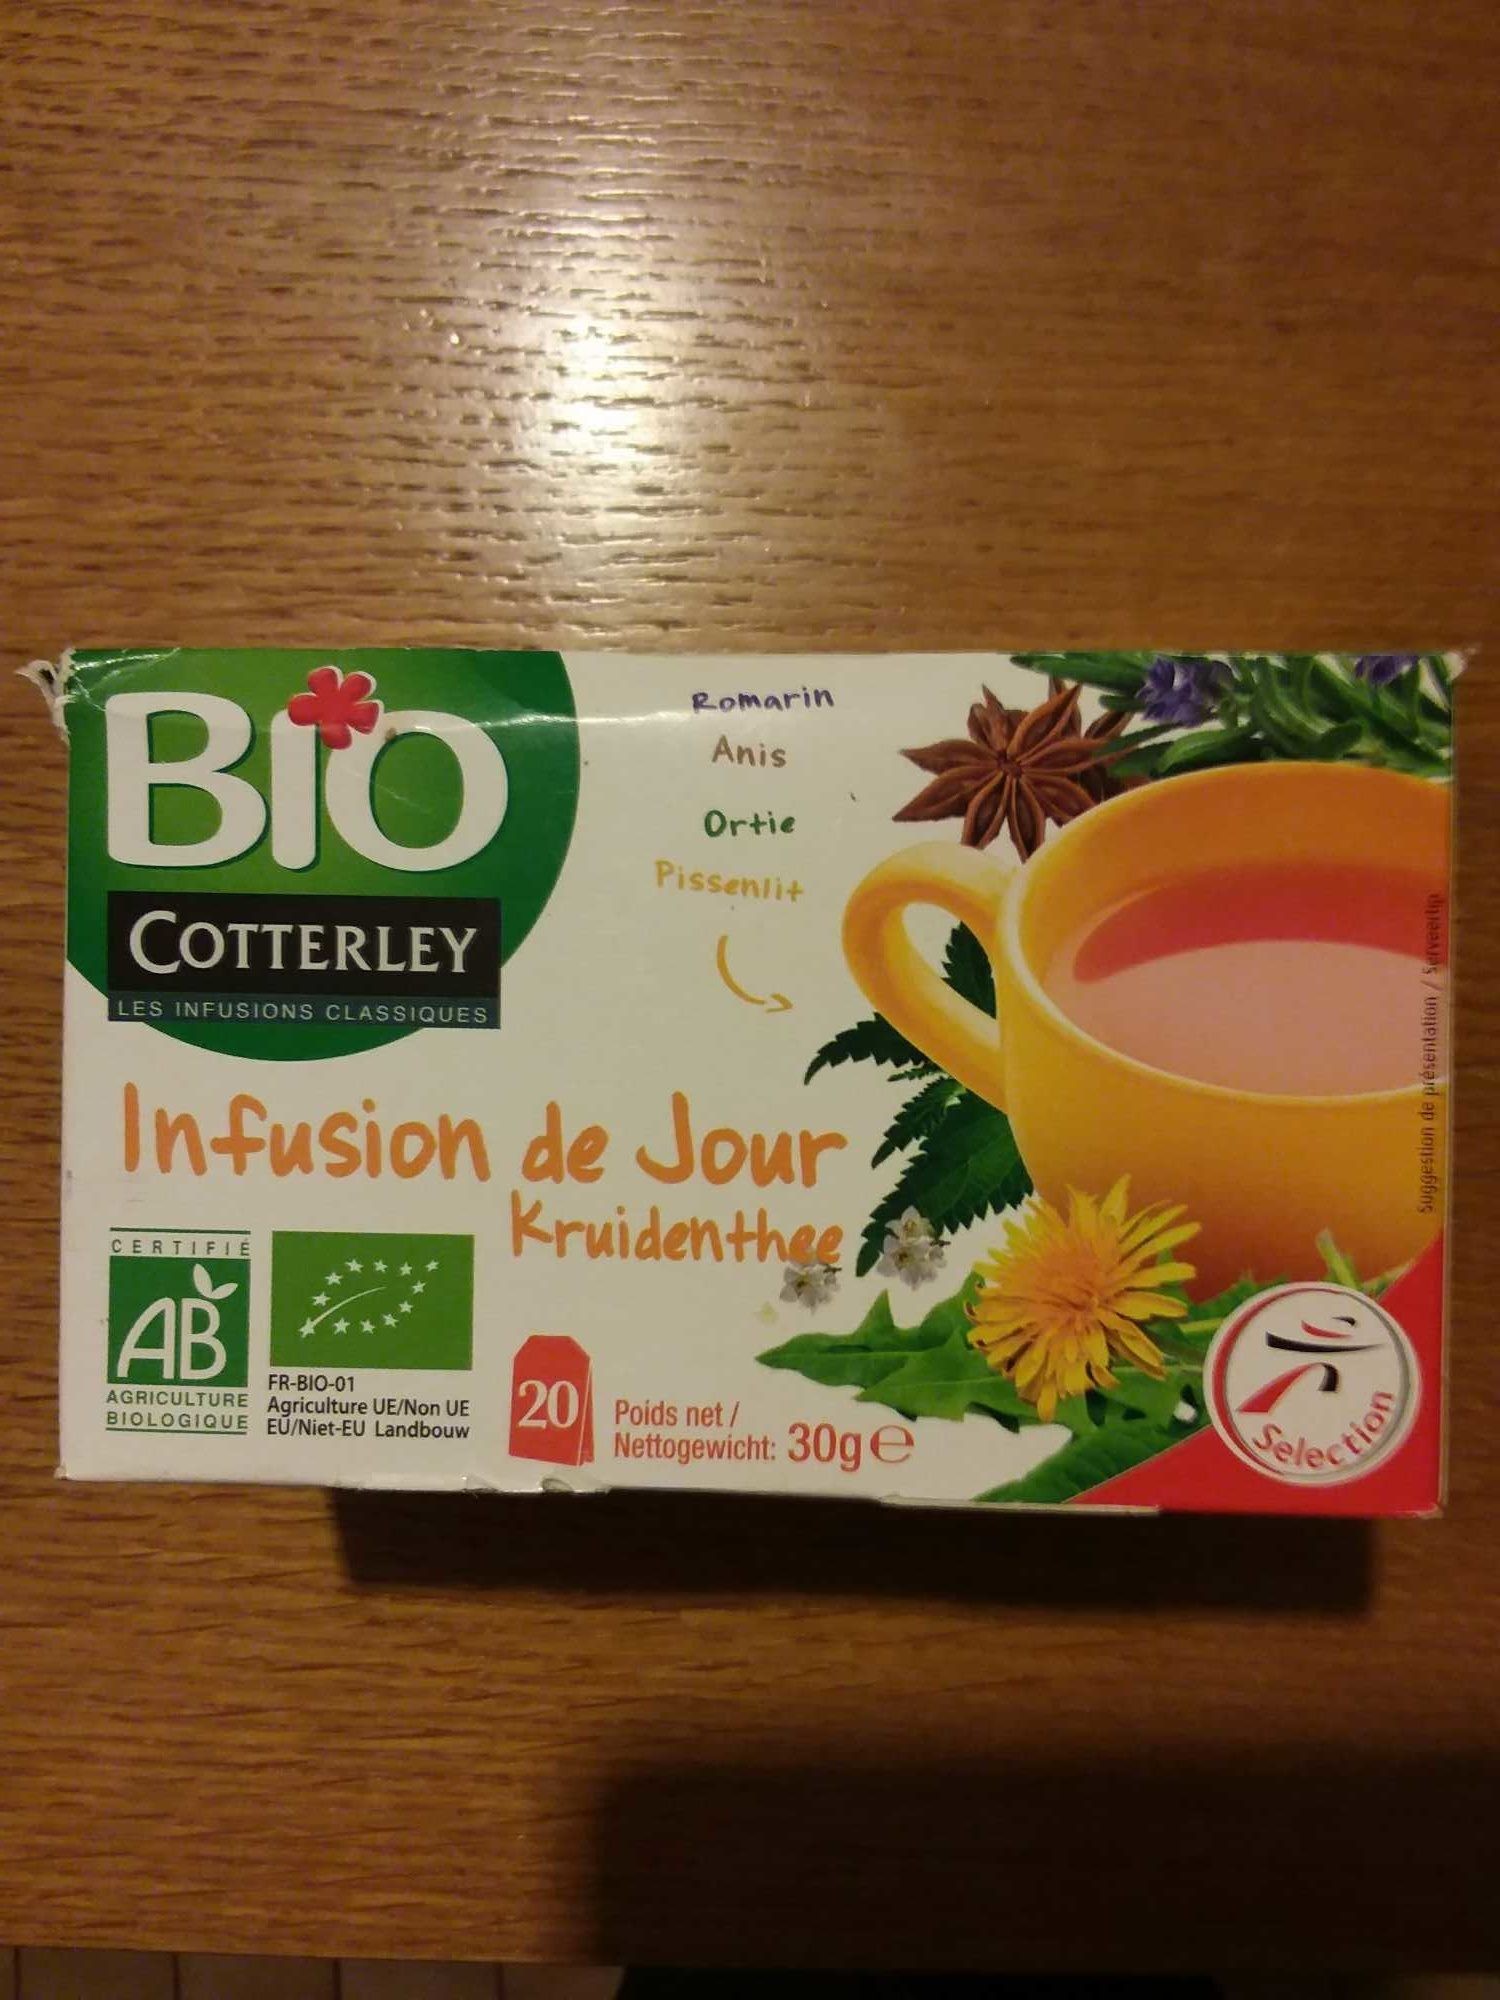 Bio
COTTERLEY
LES INFUSIONS CLASSIQUES
Romarin
Anis
Ortie
Pissenlit
Infusion de Jour
Kruidenthee
CERTIFIÉ
AB
AGRICULTURE
BIOLOGIQUE
FR-BIO-01
Agriculture UE/Non UE
EU/Niet-EU Landbouw
20
Poids net /
Nettogewicht: 30g e
Suggestion de présentation / Serveertip
Selection